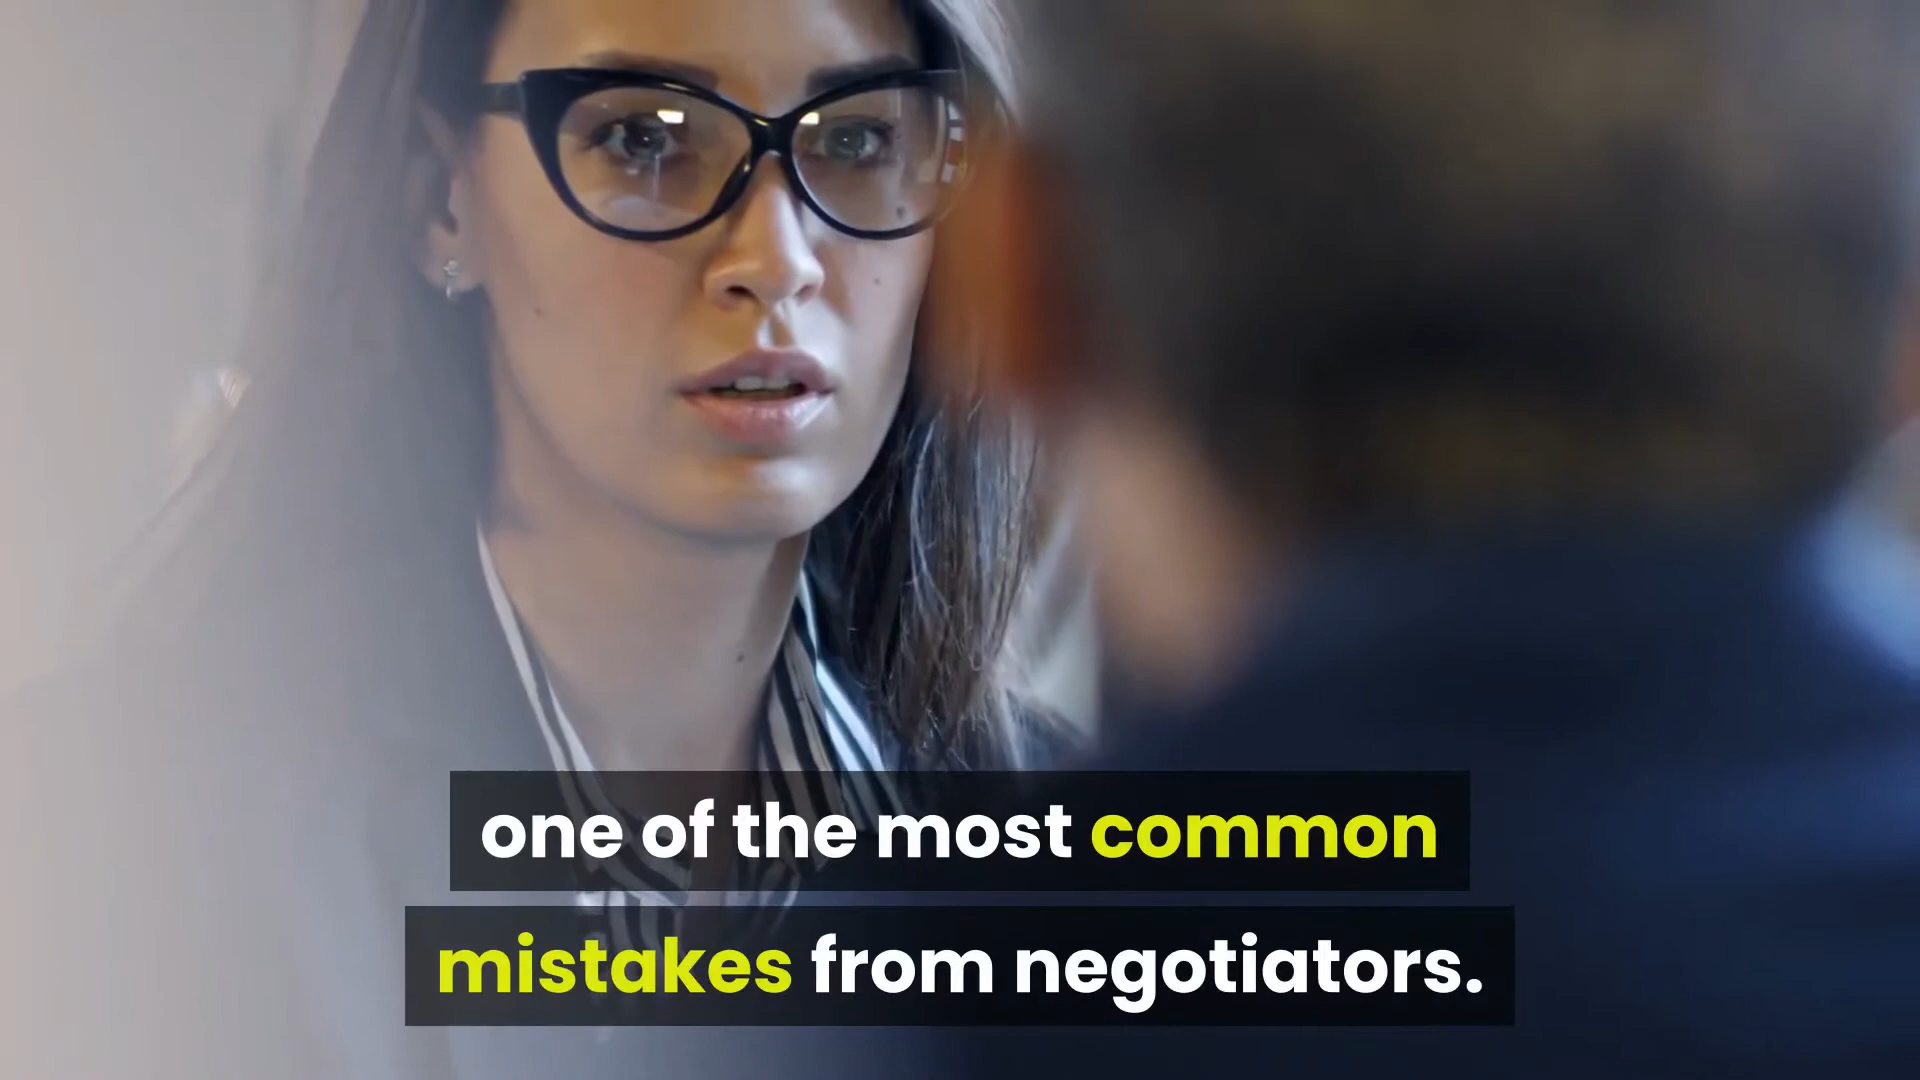 one of the most common
mistakes from negotiators.